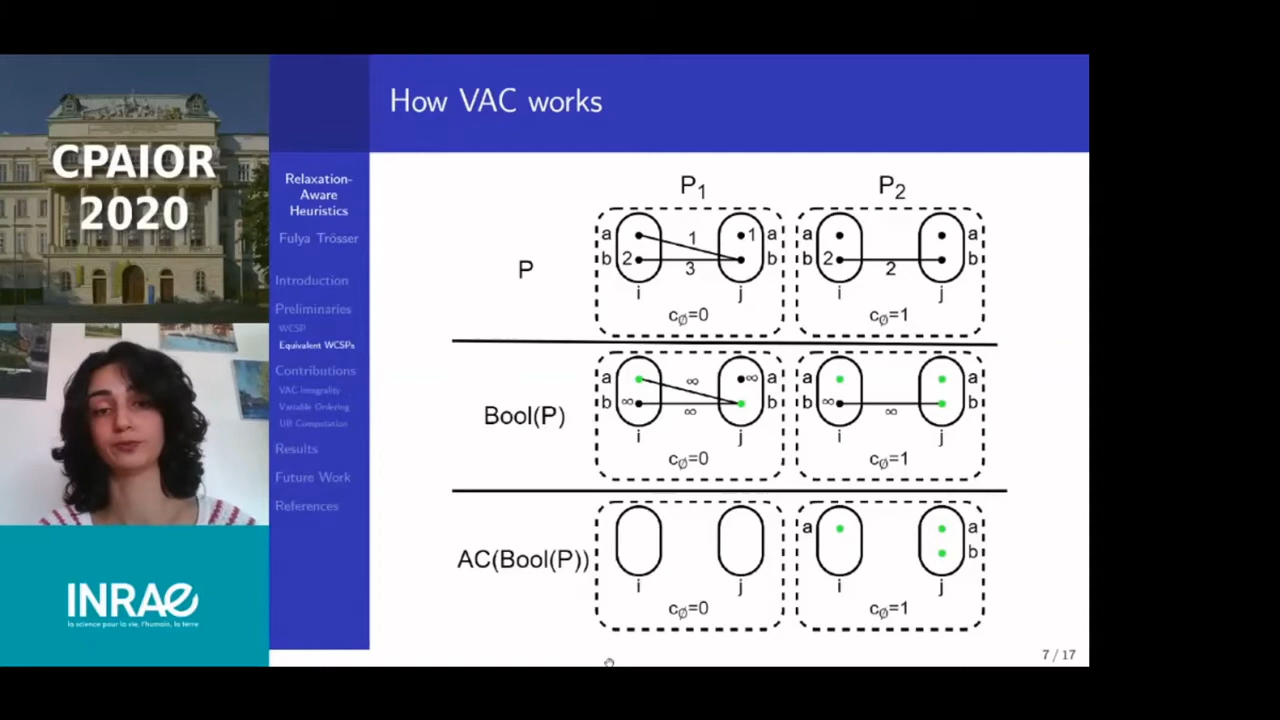 CPAIOR
2020
INRAE
la science pour la vie, l'humain, la terre
How VAC works
Relaxation-
Aware
Heuristics
Fulya Trösser
Introduction
Preliminaries
WCSP
Equivalent WCSPs
Contributions
VAC Integrality
Variable Ordering
UB Computation
Results
Future Work
References
P₁ P₂
P
a 1 1 a a a
b 2 3 b b 2 2 b
i j i j
c∅=0 c∅=1
Bool(P)
a ∞ ∞ a a a
b ∞ ∞ b b ∞ ∞ b
i j i j
c∅=0 c∅=1
AC(Bool(P))
a a
b
i j i j
c∅=0 c∅=1
7 / 17